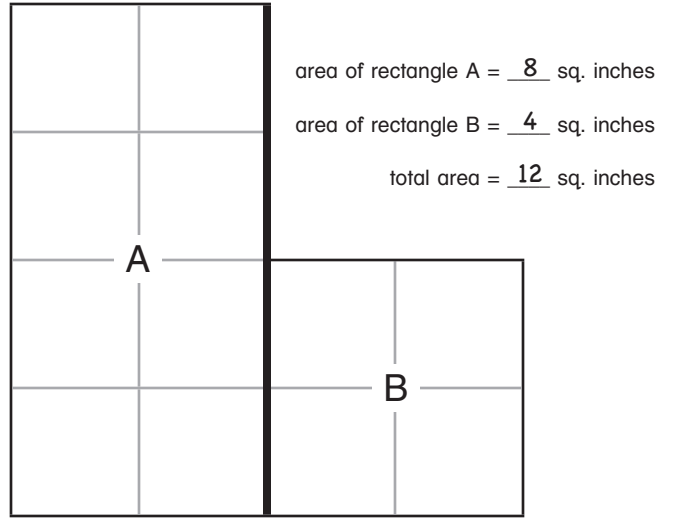 area of rectangle A = 8 sq. inches
area of rectangle B = 4 sq. inches
total area = 12 sq. inches
A
B